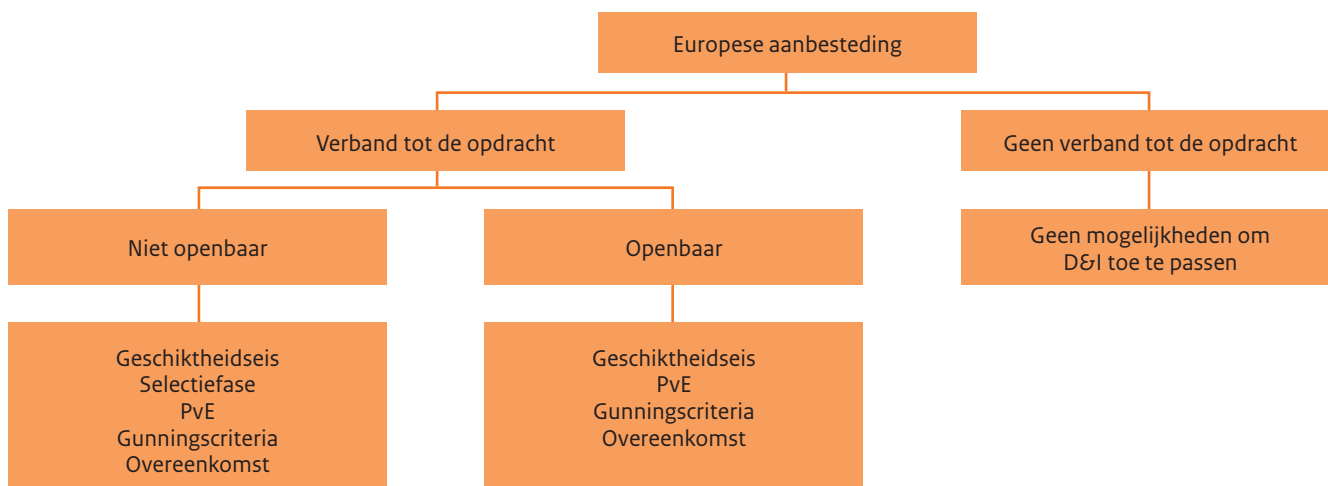 Europese aanbesteding
Verband tot de opdracht
Geen verband tot de opdracht
Niet openbaar
Openbaar
Geen mogelijkheden om
D&I toe te passen
Geschiktheidseis
Selectiefase
PvE
Gunningscriteria
Overeenkomst
Geschiktheidseis
PvE
Gunningscriteria
Overeenkomst